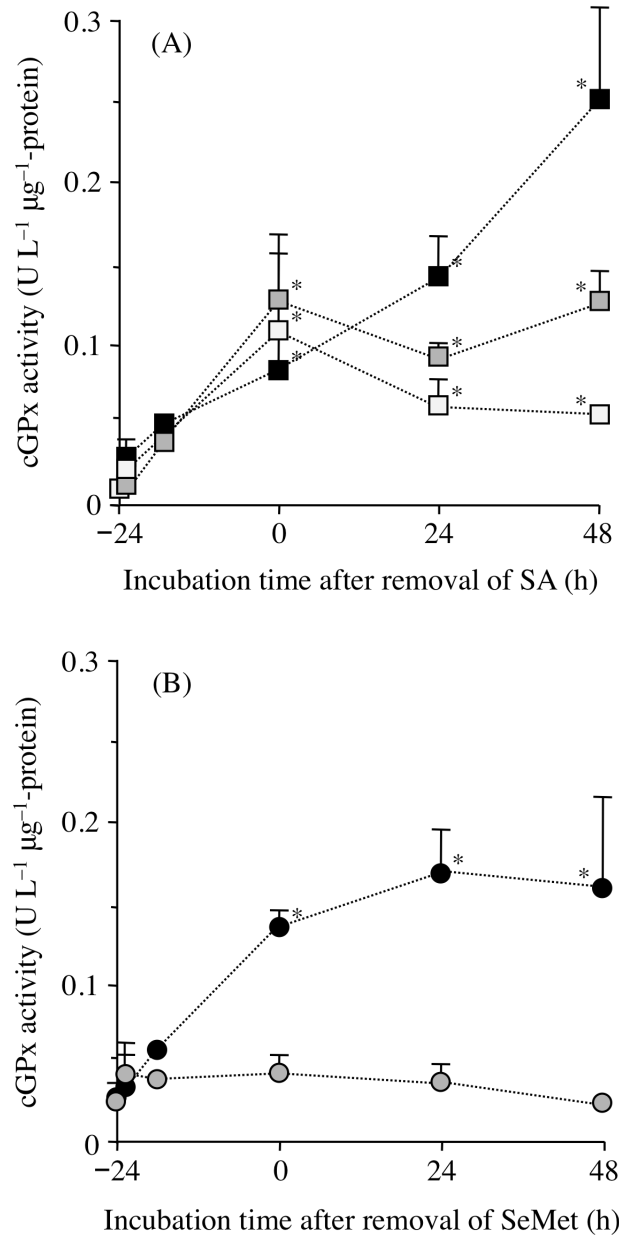 (A)
0.3
0.2
0.1
0
cGPx activity (U L⁻¹ µg⁻¹-protein)
* * *
* * *
* * *
−24 0 24 48
Incubation time after removal of SA (h)
(B)
0.3
0.2
0.1
0
cGPx activity (U L⁻¹ µg⁻¹-protein)
* * *
−24 0 24 48
Incubation time after removal of SeMet (h)